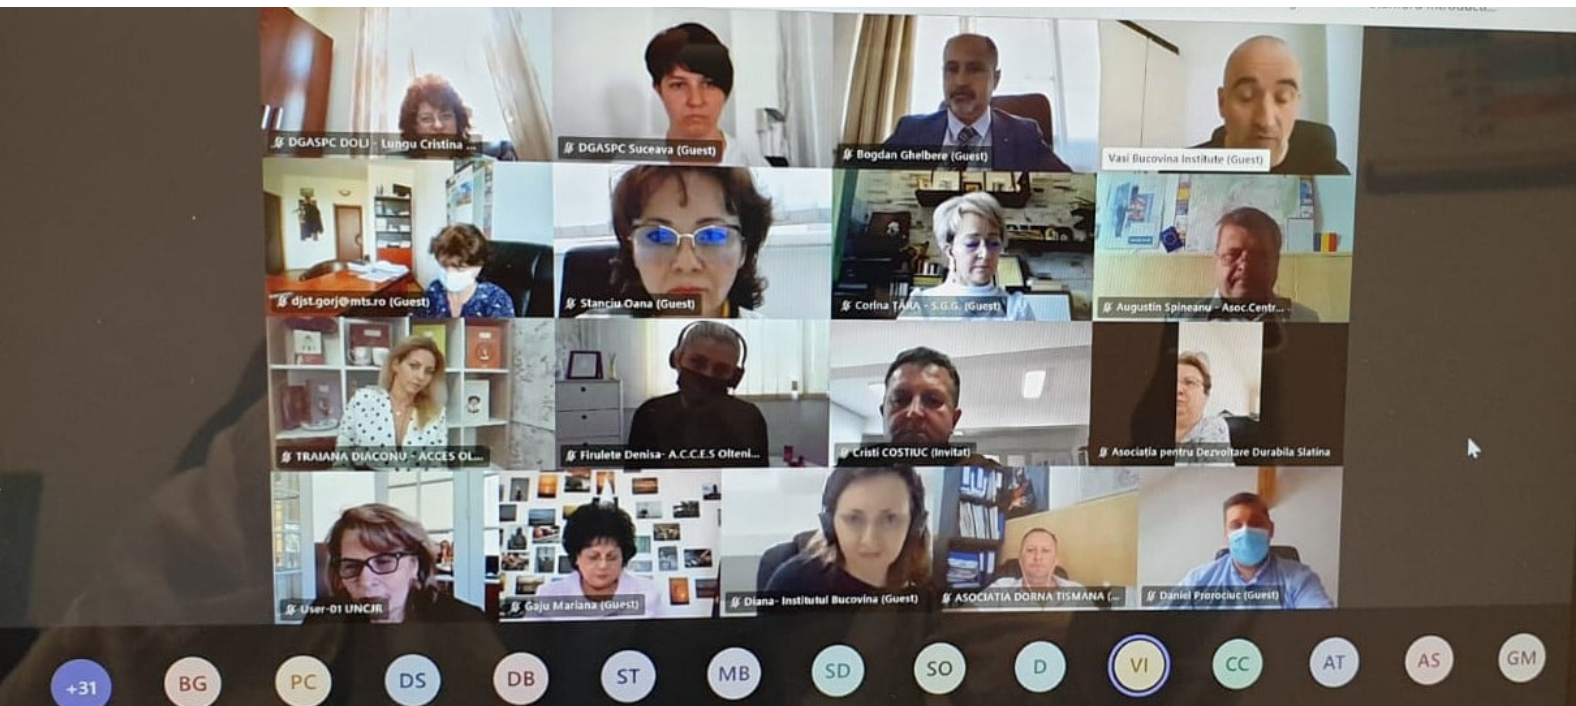 DGASPC DOLJ - Lungu Cristina ...
DGASPC Suceava (Guest)
Bogdan Ghelbere (Guest)
Vasi Bucovina Institute (Guest)
djst.gorj@mts.ro (Guest)
Stanciu Oana (Guest)
Corina ȚĂRĂ - S.G.G. (Guest)
Augustin Spineanu - Asoc.Centr...
TRAIANA DIACONU - ACCES OL...
Firulete Denisa- A.C.C.E.S Olteni...
Cristi COSTIUC (Invitat)
Asociația pentru Dezvoltare Durabila Slatina
User-01 UNCJR
Gaju Mariana (Guest)
Diana- Institutul Bucovina (Guest)
ASOCIATIA DORNA TISMANA (...
Daniel Prorociuc (Guest)
+31
BG
PC
DS
DB
ST
MB
SD
SO
D
VI
CC
AT
AS
GM